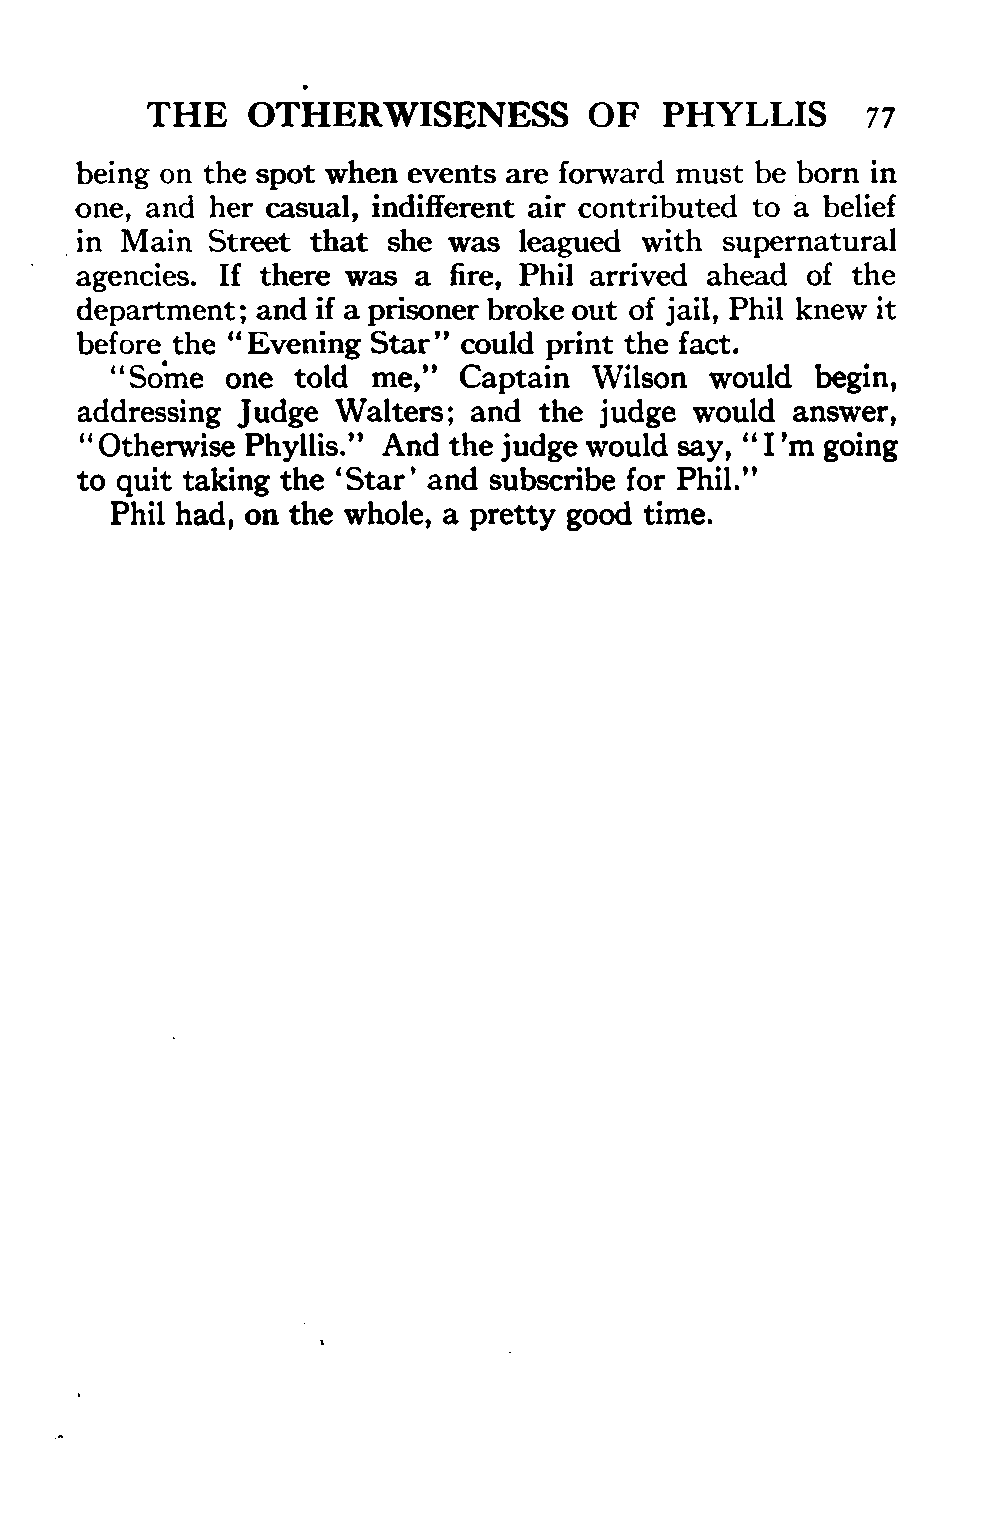 THE OTHERWISENESS OF PHYLLIS 77
being on the spot when events are forward must be born in
one, and her casual, indifferent air contributed to a belief
in Main Street that she was leagued with supernatural
agencies. If there was a fire, Phil arrived ahead of the
department; and if a prisoner broke out of jail, Phil knew it
before the "Evening Star" could print the fact.
"Some one told me," Captain Wilson would begin,
addressing Judge Walters; and the judge would answer,
"Otherwise Phyllis." And the judge would say, "I 'm going
to quit taking the 'Star' and subscribe for Phil."
Phil had, on the whole, a pretty good time.